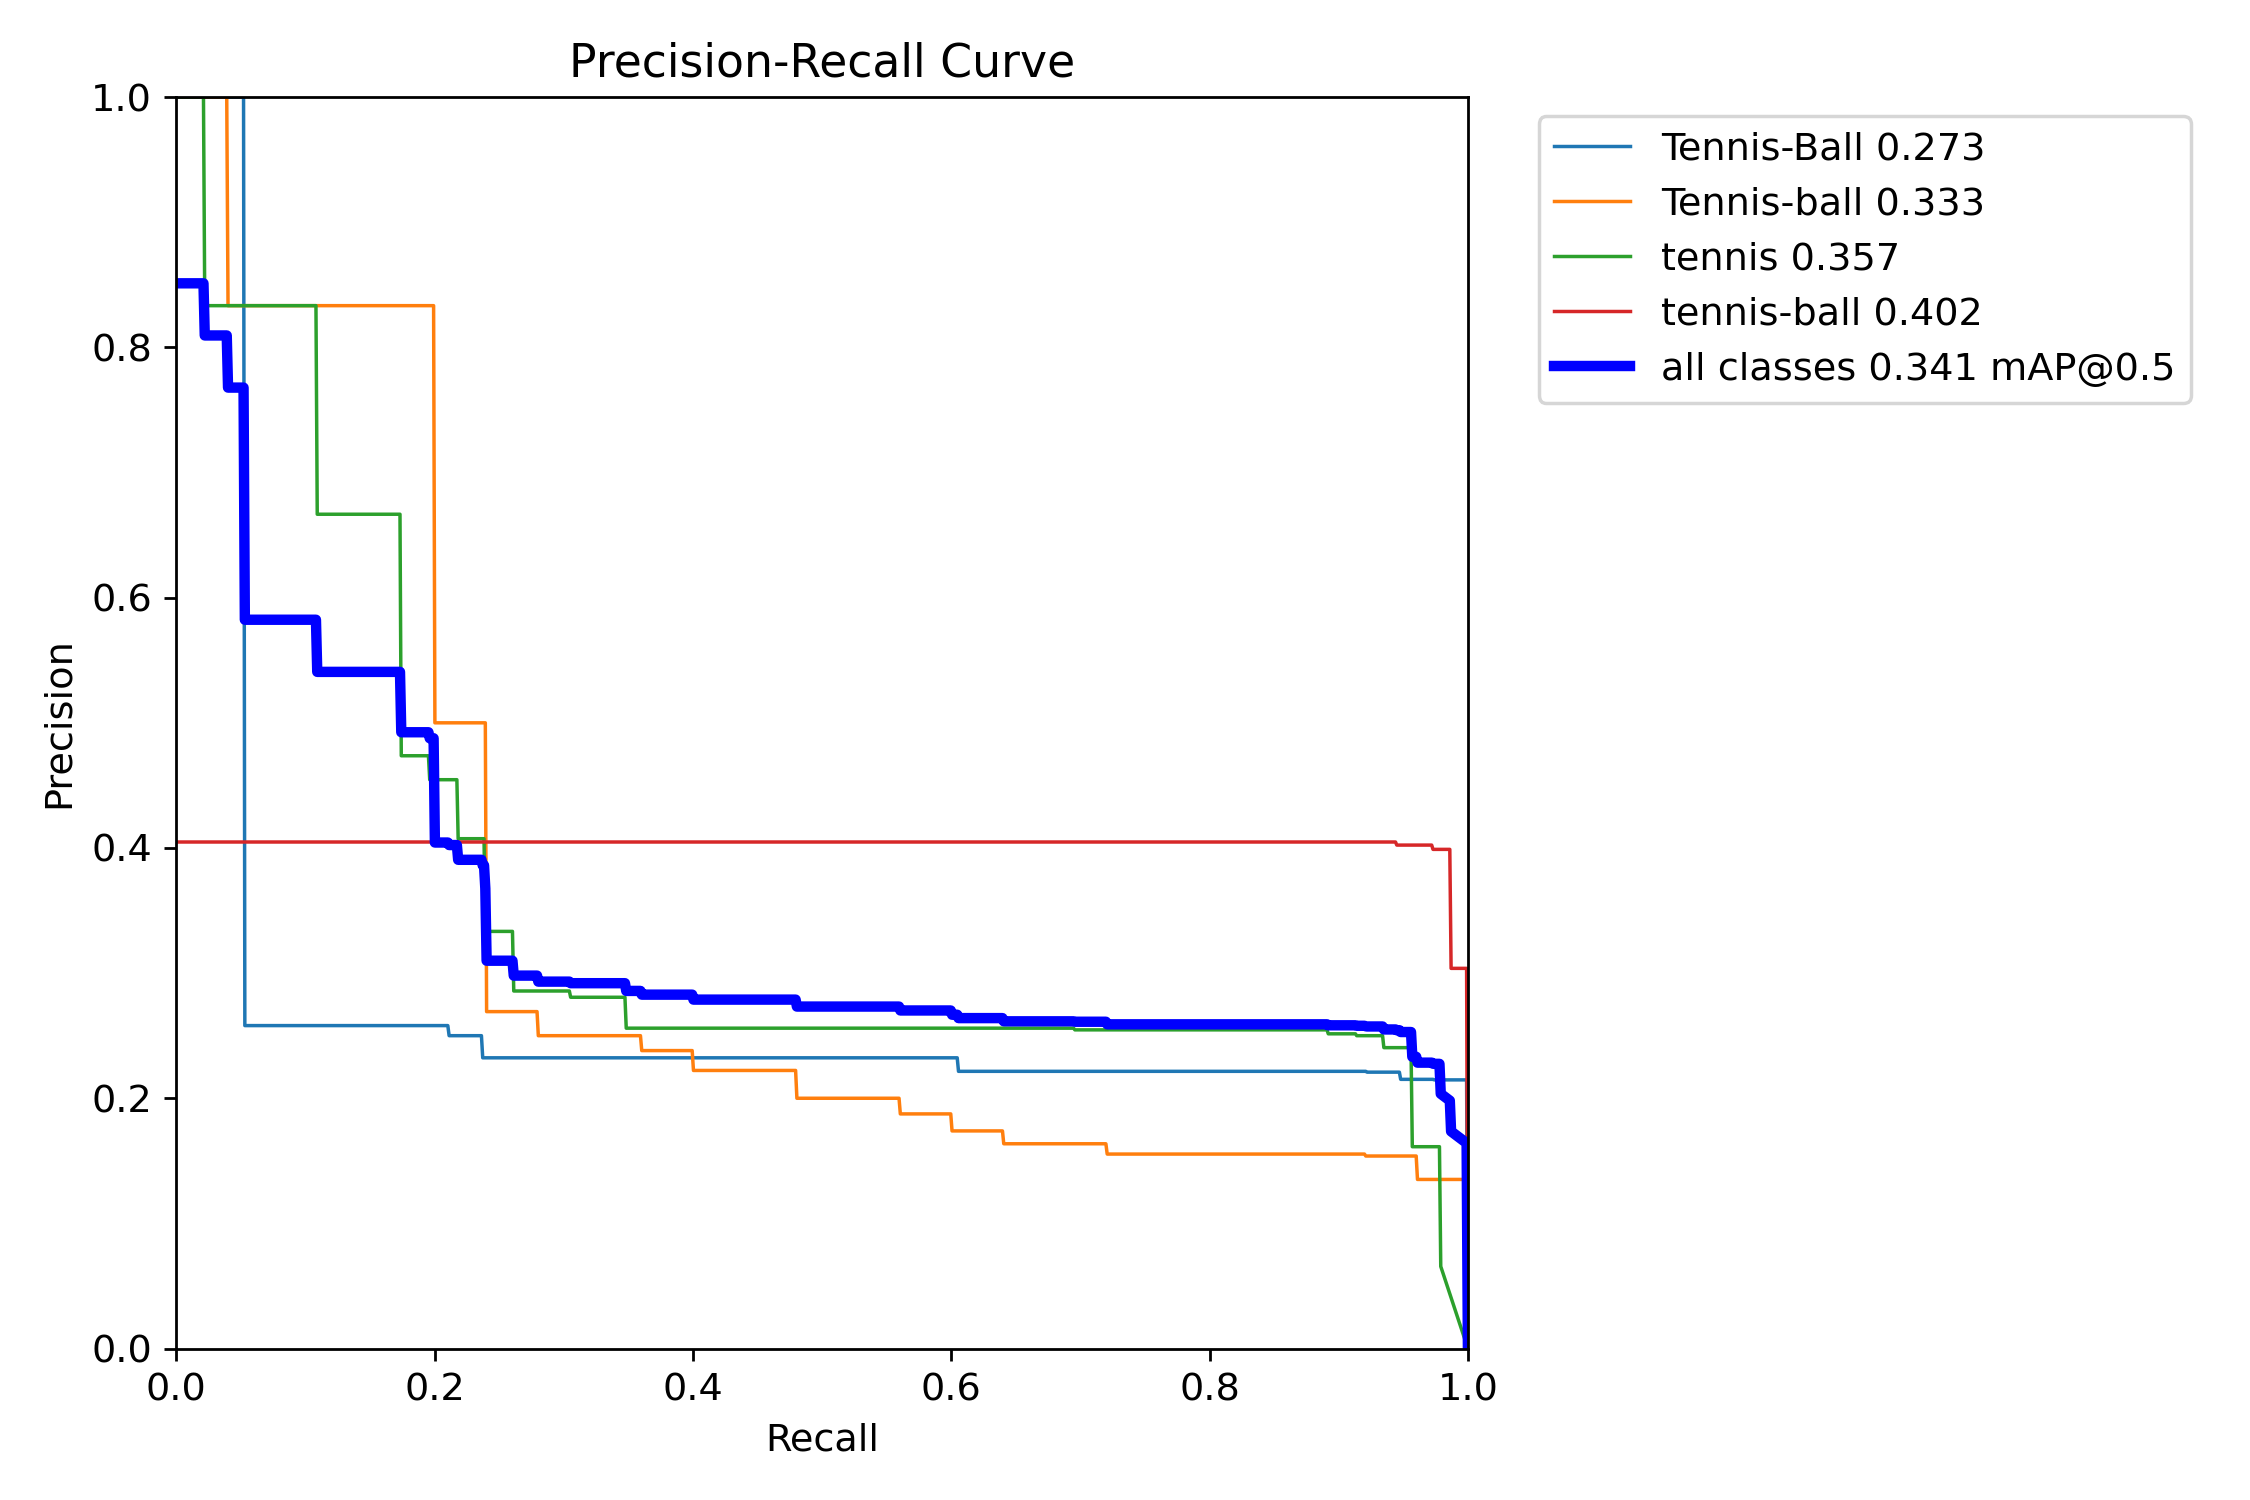 Precision-Recall Curve
1.0
0.8
0.6
0.4
0.2
0.0
Precision
0.0 0.2 0.4 0.6 0.8 1.0
Recall
Tennis-Ball 0.273
Tennis-ball 0.333
tennis 0.357
tennis-ball 0.402
all classes 0.341 mAP@0.5